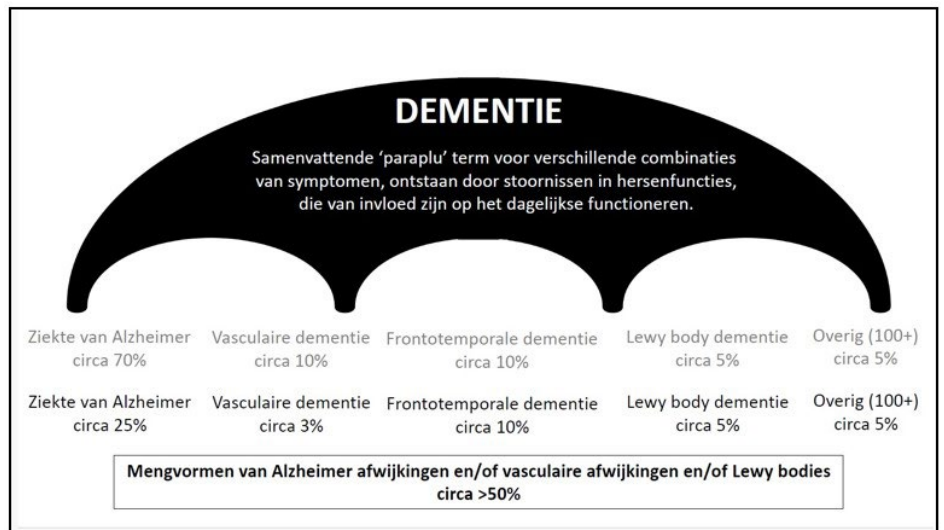 DEMENTIE
Samenvattende ‘paraplu’ term voor verschillende combinaties
van symptomen, ontstaan door stoornissen in hersenfuncties,
die van invloed zijn op het dagelijkse functioneren.
Ziekte van Alzheimer
circa 70%
Vasculaire dementie
circa 10%
Frontotemporale dementie
circa 10%
Lewy body dementie
circa 5%
Overig (100+)
circa 5%
Ziekte van Alzheimer
circa 25%
Vasculaire dementie
circa 3%
Frontotemporale dementie
circa 10%
Lewy body dementie
circa 5%
Overig (100+)
circa 5%
Mengvormen van Alzheimer afwijkingen en/of vasculaire afwijkingen en/of Lewy bodies
circa >50%